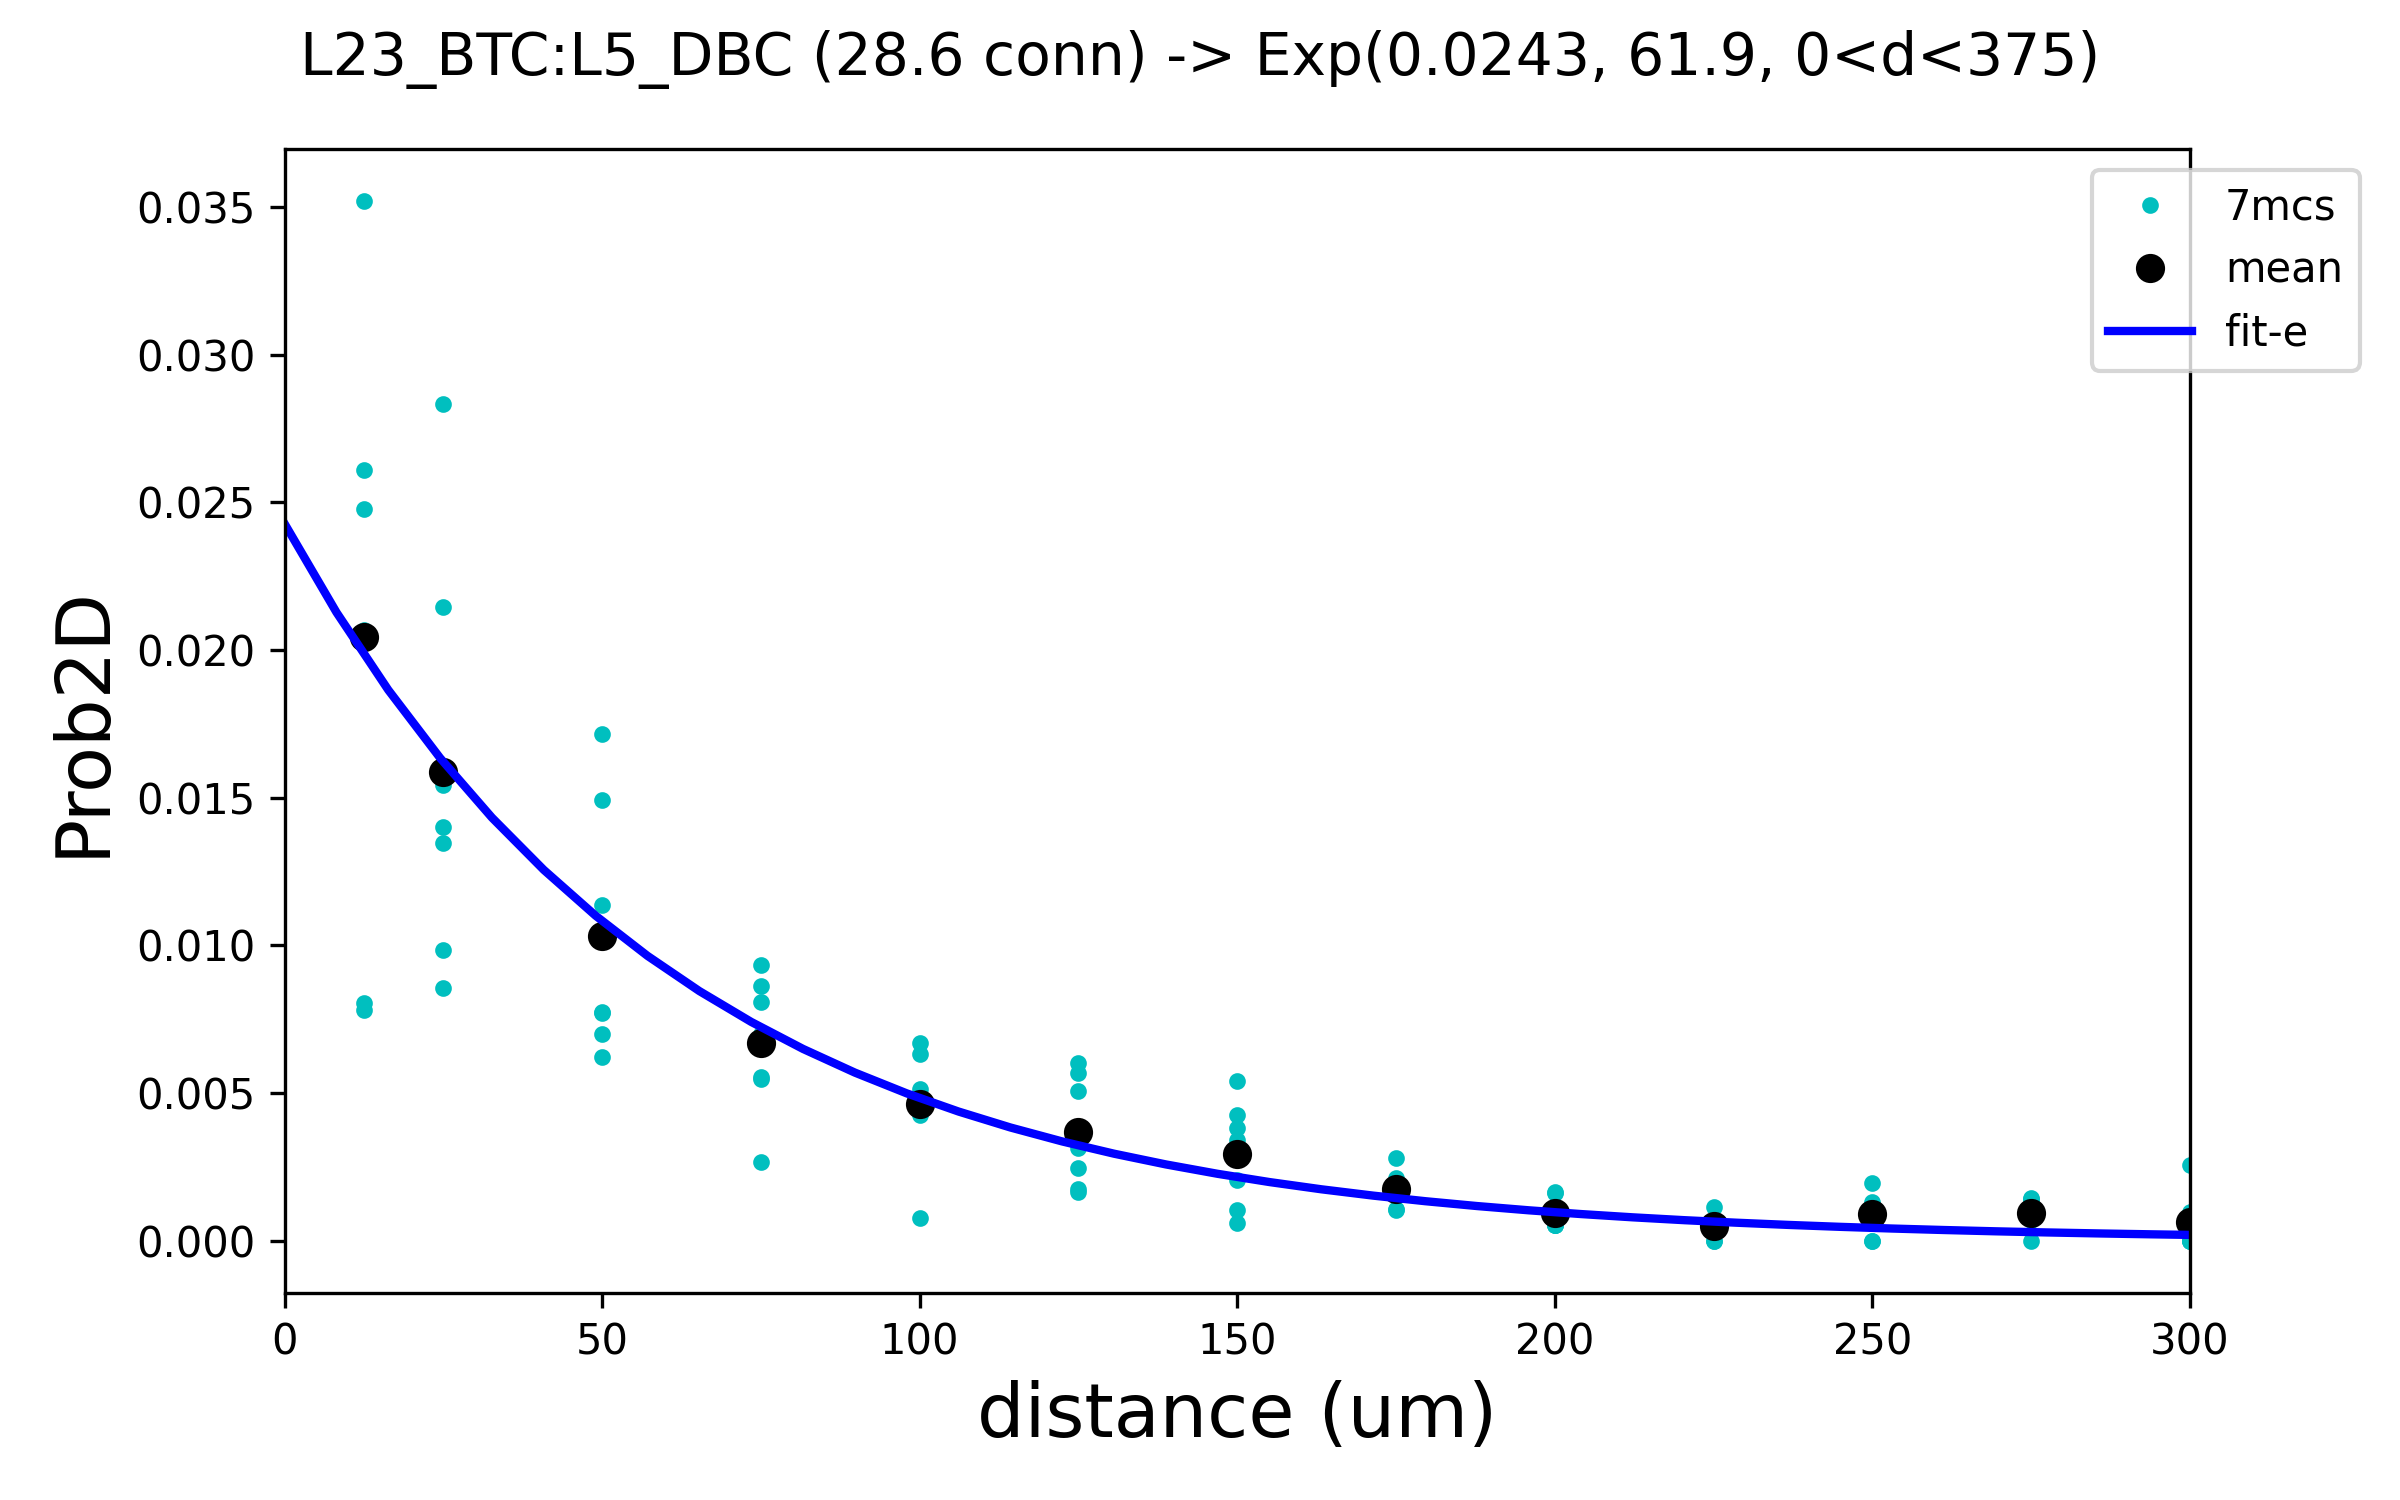 L23_BTC:L5_DBC (28.6 conn) -> Exp(0.0243, 61.9, 0<d<375)
7mcs
mean
fit-e
Prob2D
0.035
0.030
0.025
0.020
0.015
0.010
0.005
0.000
0 50 100 150 200 250 300
distance (um)